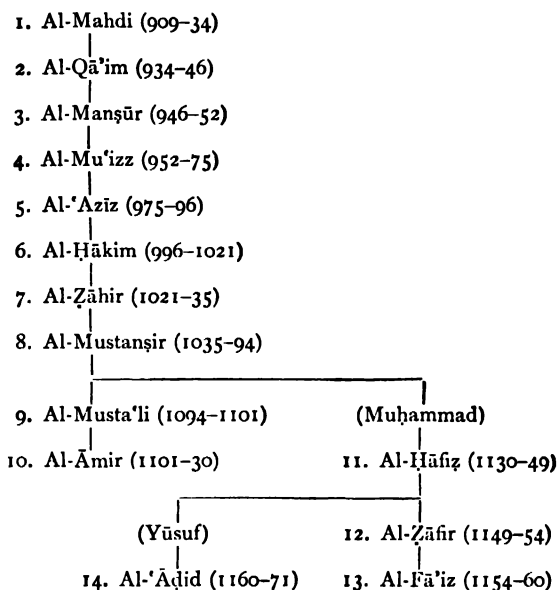 1. Al-Mahdi (909–34)
2. Al-Qā’im (934–46)
3. Al-Manṣūr (946–52)
4. Al-Mu‘izz (952–75)
5. Al-‘Azīz (975–96)
6. Al-Ḥākim (996–1021)
7. Al-Ẓāhir (1021–35)
8. Al-Mustanṣir (1035–94)
9. Al-Musta‘li (1094–1101) (Muḥammad)
10. Al-Āmir (1101–30) 11. Al-Ḥāfiẓ (1130–49)
(Yūsuf) 12. Al-Ẓāfir (1149–54)
14. Al-‘Āḍid (1160–71) 13. Al-Fā’iz (1154–60)